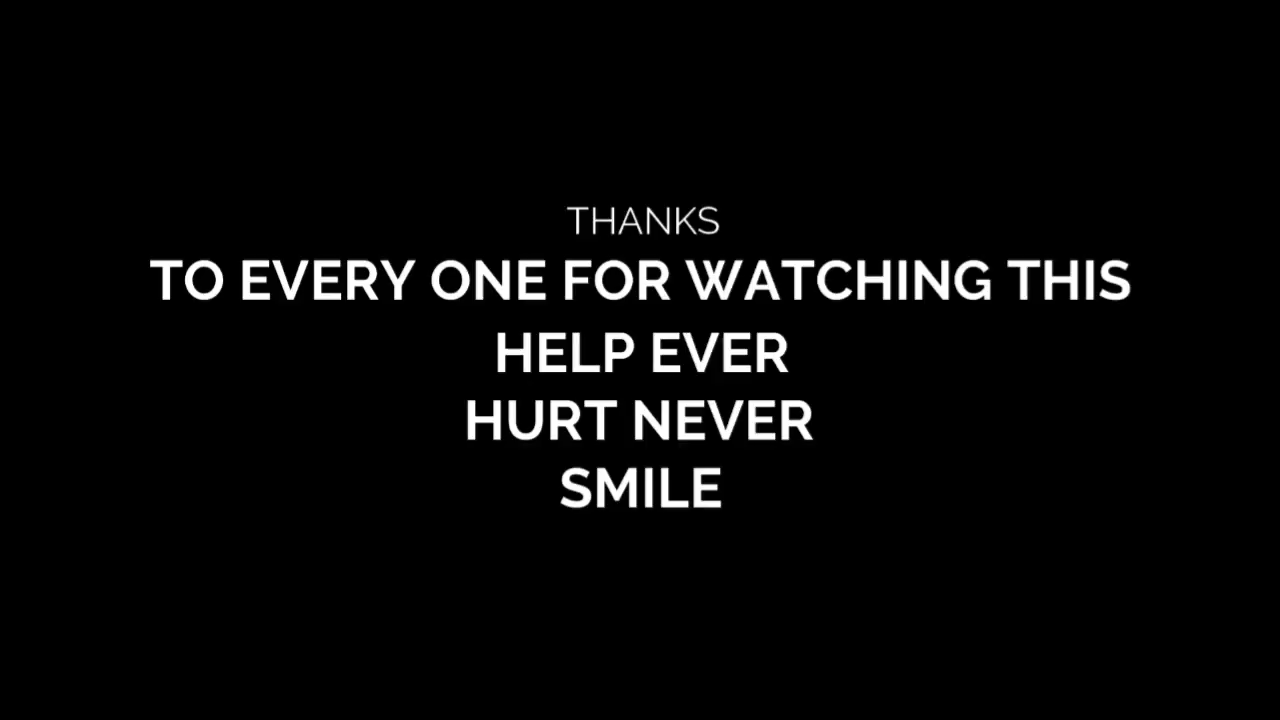 THANKS
TO EVERY ONE FOR WATCHING THIS
HELP EVER
HURT NEVER
SMILE